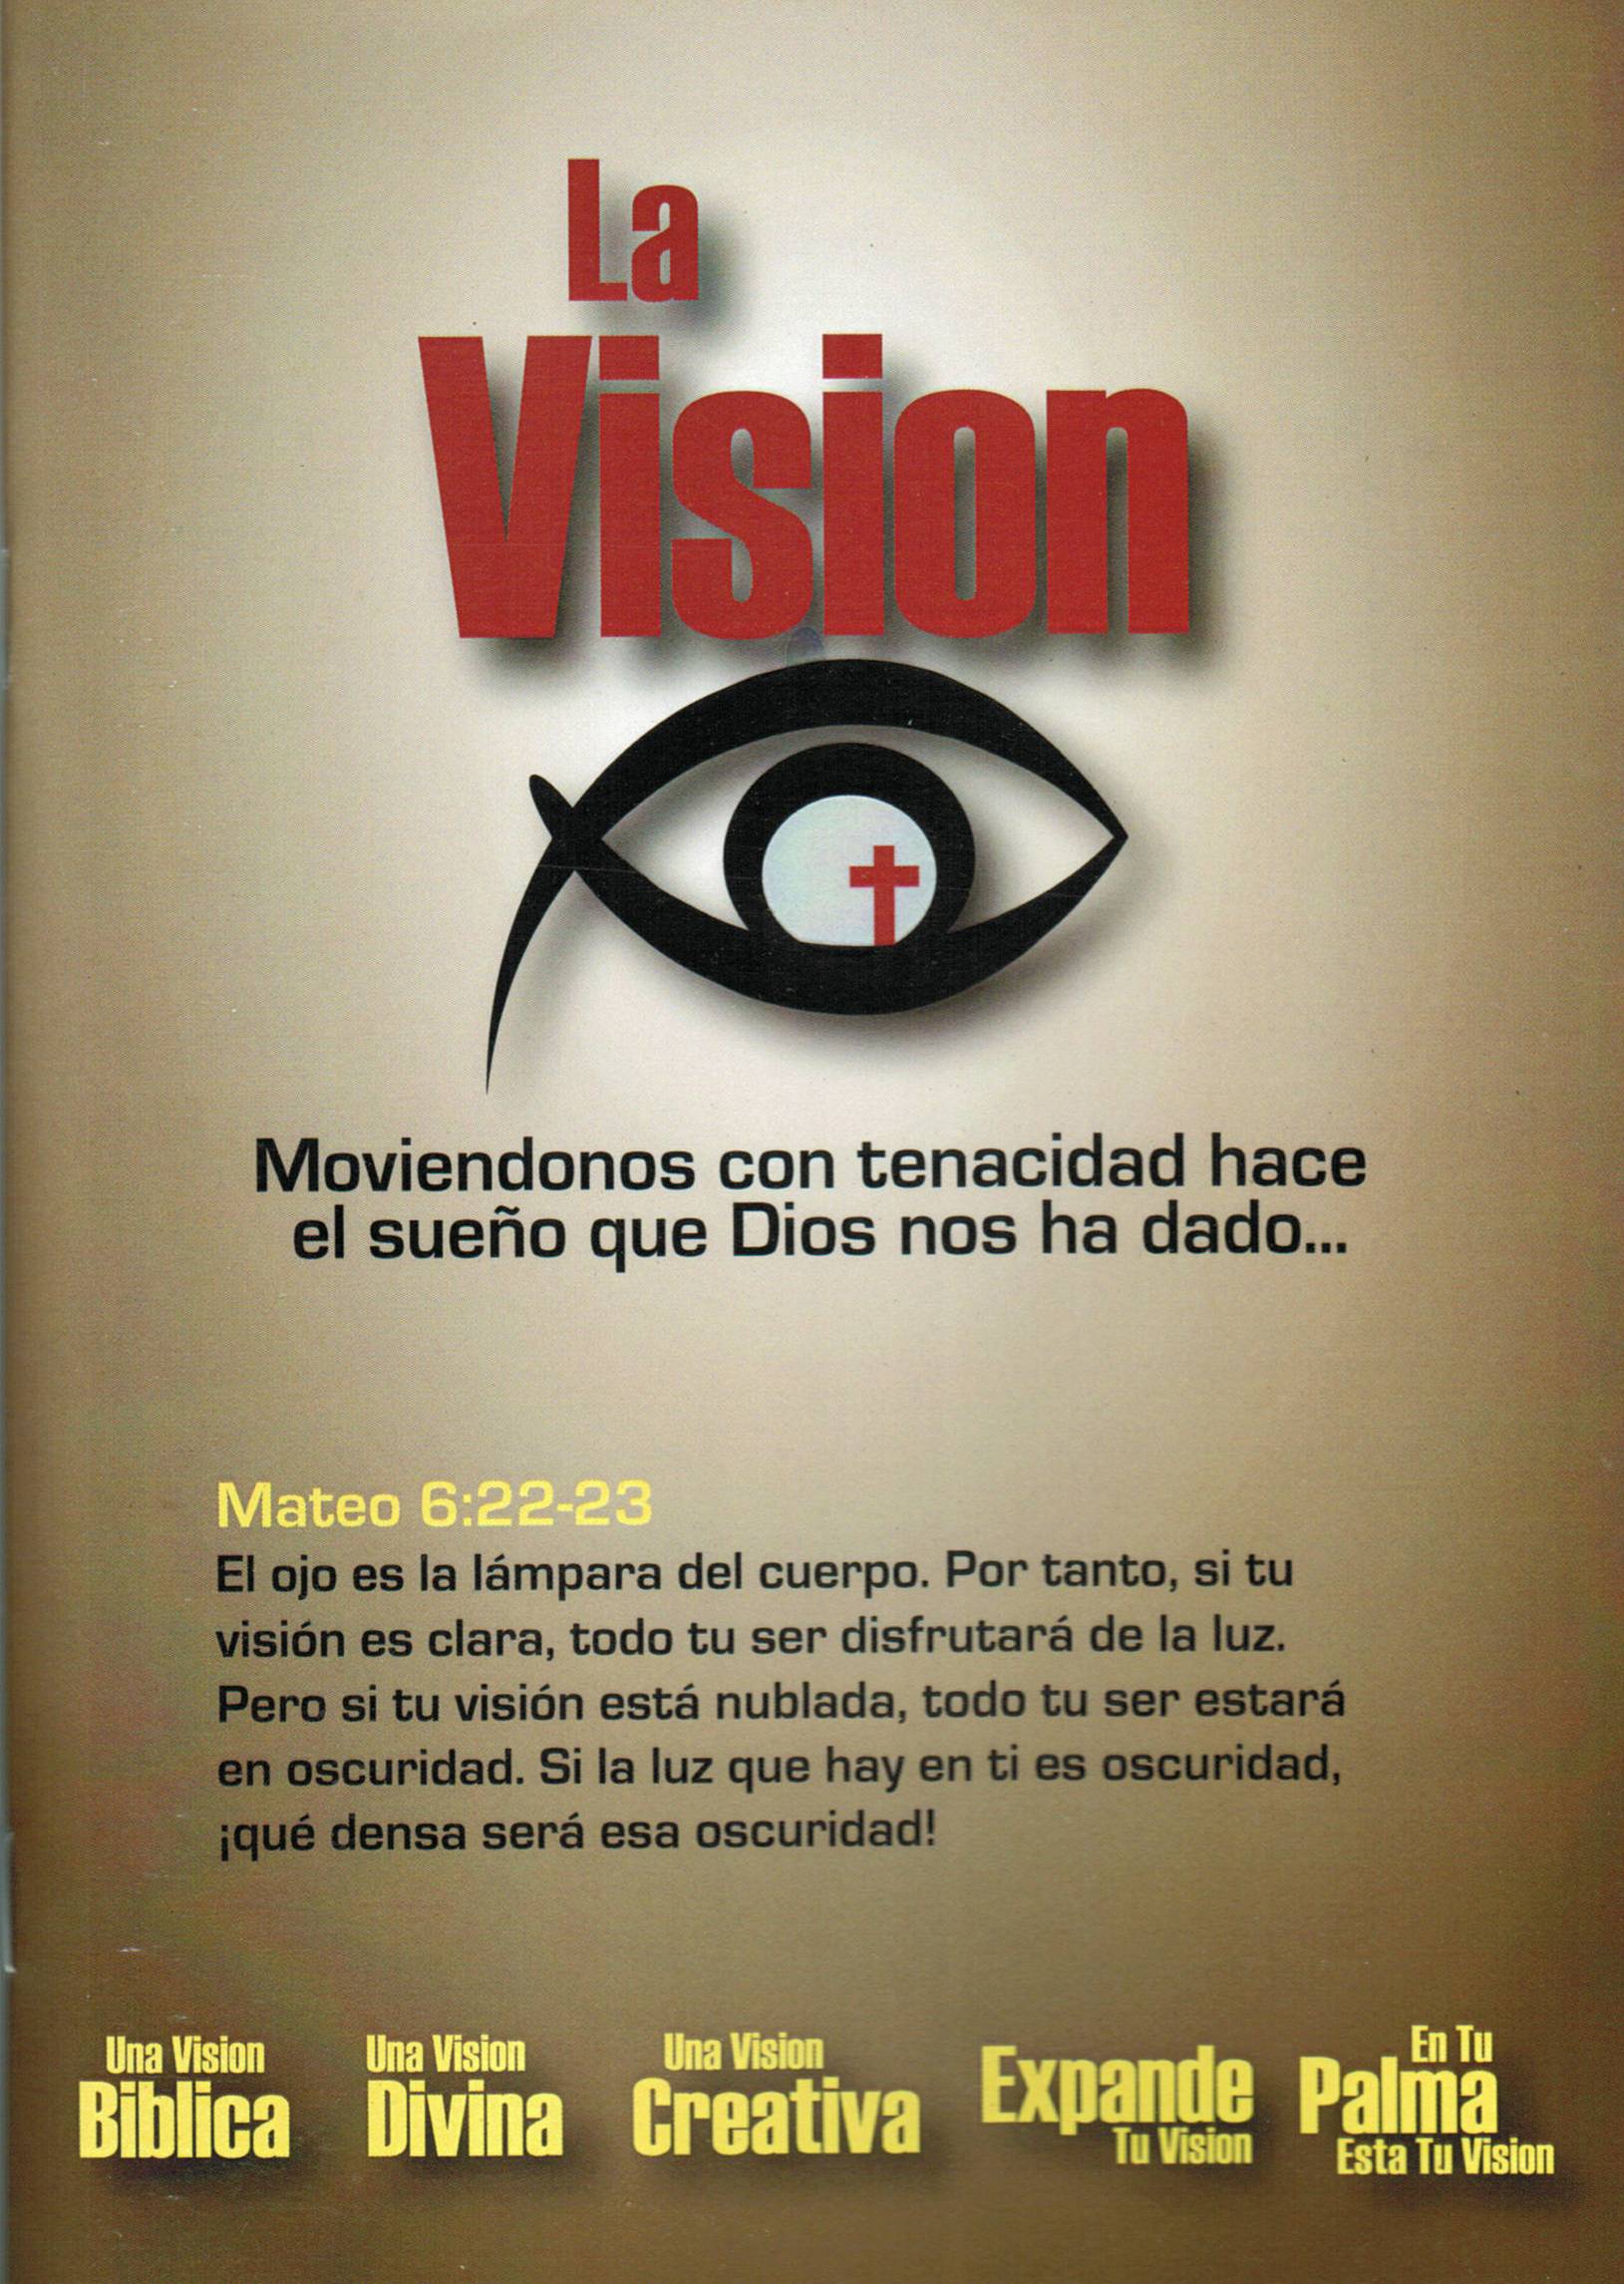 La
Vision
Moviendonos con tenacidad hace
el sueño que Dios nos ha dado...
Mateo 6:22-23
El ojo es la lámpara del cuerpo. Por tanto, si tu
visión es clara, todo tu ser disfrutará de la luz.
Pero si tu visión está nublada, todo tu ser estará
en oscuridad. Si la luz que hay en ti es oscuridad,
¡qué densa será esa oscuridad!
Una Vision
Biblica
Una Vision
Divina
Una Vision
Creativa
Expande
Tu Vision
En Tu
Palma
Esta Tu Vision